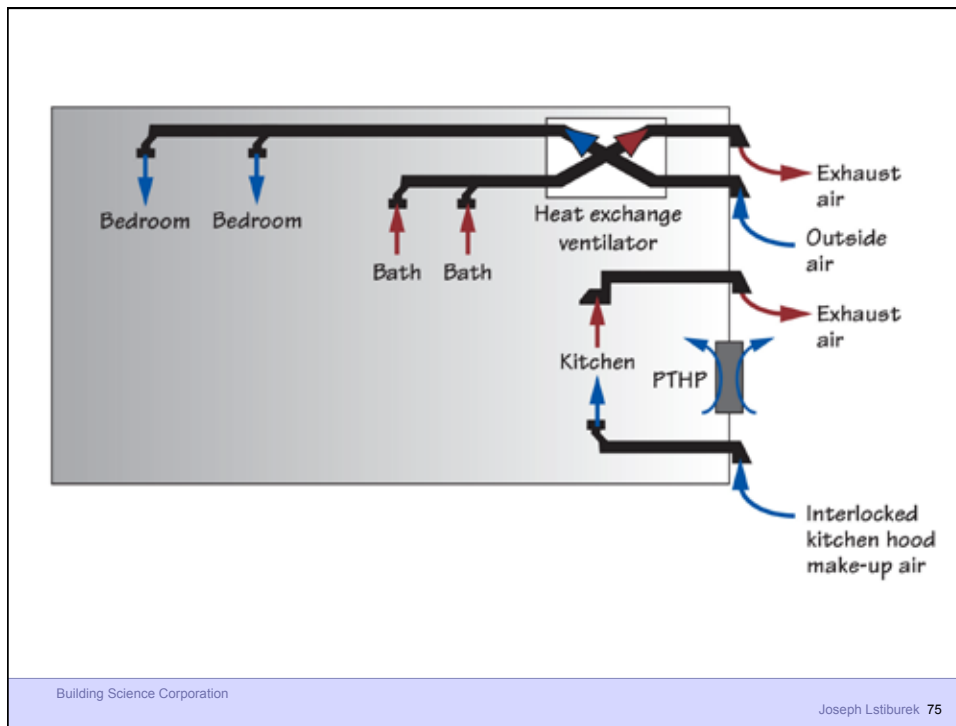 Bedroom
Bedroom
Bath
Bath
Heat exchange
ventilator
Exhaust
air
Outside
air
Exhaust
air
Kitchen
PTHP
Interlocked
kitchen hood
make-up air
Building Science Corporation
Joseph Lstiburek 75